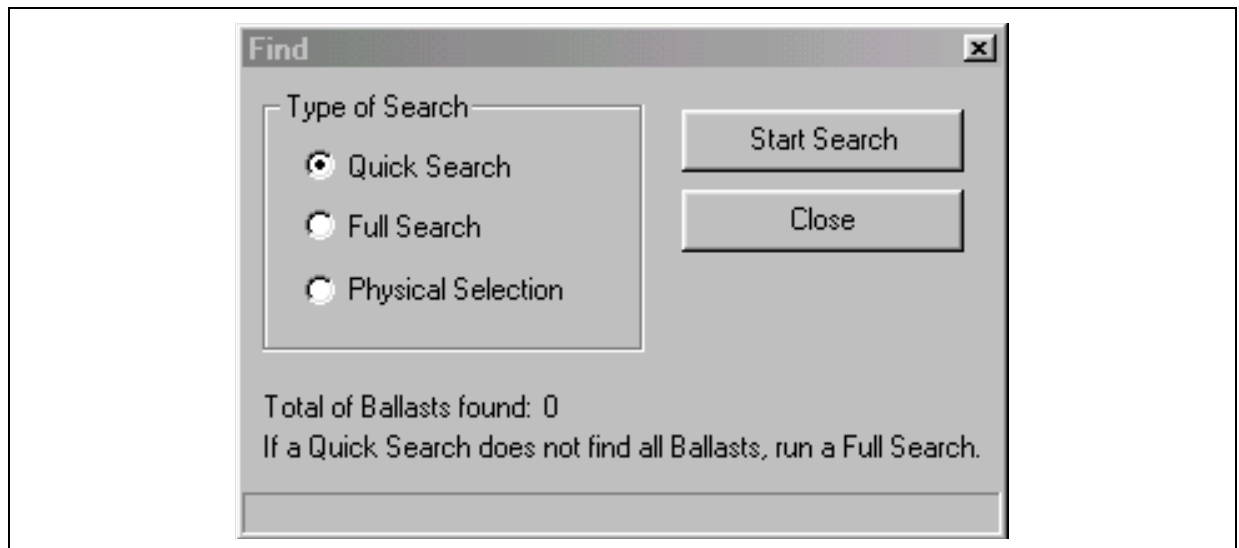 Find
Type of Search
Quick Search
Full Search
Physical Selection
Start Search
Close
Total of Ballasts found: 0
If a Quick Search does not find all Ballasts, run a Full Search.